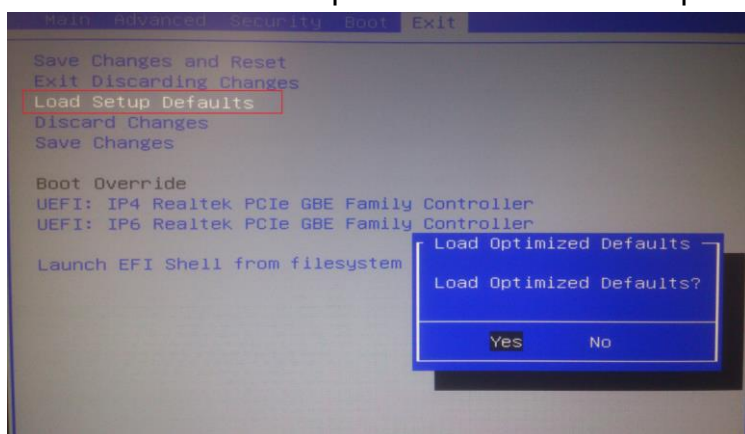 Main Advanced Security Boot Exit
Save Changes and Reset
Exit Discarding Changes
Load Setup Defaults
Discard Changes
Save Changes
Boot Override
UEFI: IP4 Realtek PCIe GBE Family Controller
UEFI: IP6 Realtek PCIe GBE Family Controller
Launch EFI Shell from filesystem
Load Optimized Defaults
Load Optimized Defaults?
Yes No